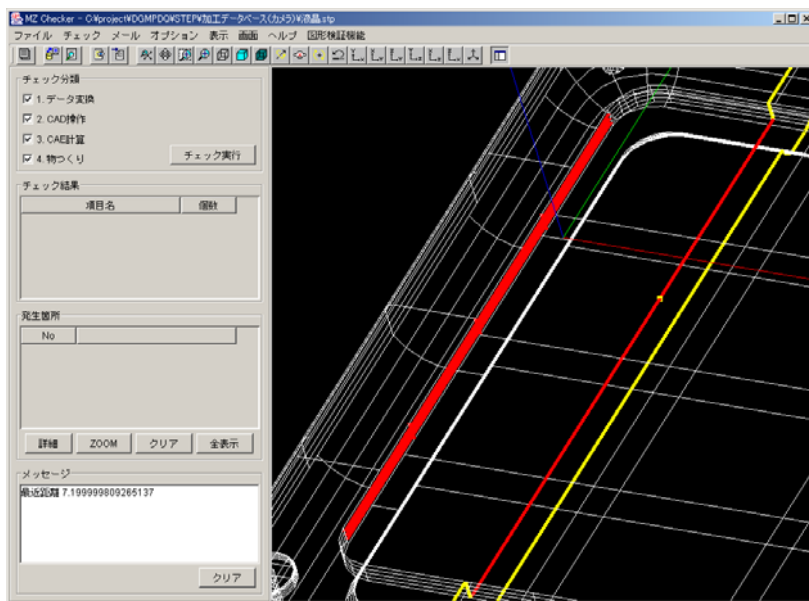 MZ Checker - C:¥project¥DGMPDQ¥STEP¥加工データベース(カメラ)¥液晶.stp
ファイル チェック メール オプション 表示 画面 ヘルプ 図形検証機能
チェック分類
1. データ変換
2. CAD操作
3. CAE計算
4. 物つくり
チェック実行
チェック結果
項目名 個数
発生箇所
No
詳細 ZOOM クリア 全表示
メッセージ
最近距離 7.199999809265137
クリア